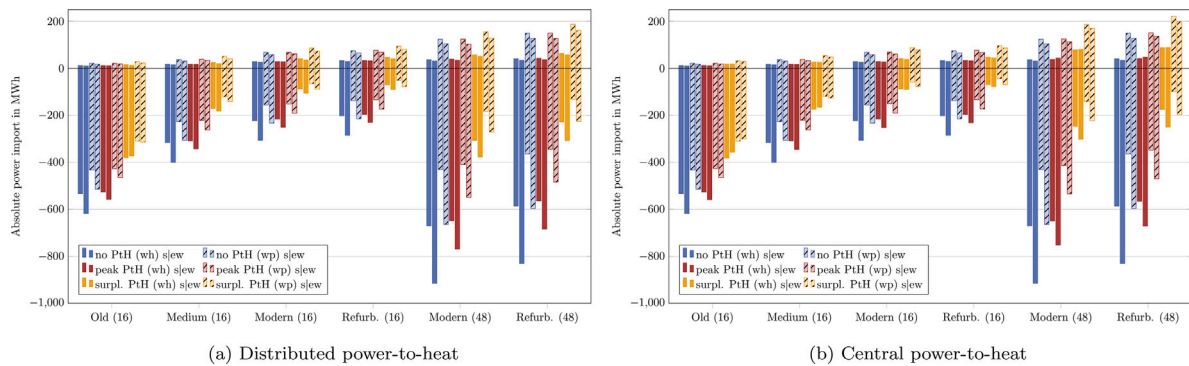 Absolute power import in MWh
200
0
−200
−400
−600
−800
−1,000
no PtH (wh) s|ew
no PtH (wp) s|ew
peak PtH (wh) s|ew
peak PtH (wp) s|ew
surpl. PtH (wh) s|ew
surpl. PtH (wp) s|ew
Old (16)
Medium (16)
Modern (16)
Refurb. (16)
Modern (48)
Refurb. (48)
(a) Distributed power-to-heat
Absolute power import in MWh
200
0
−200
−400
−600
−800
−1,000
no PtH (wh) s|ew
no PtH (wp) s|ew
peak PtH (wh) s|ew
peak PtH (wp) s|ew
surpl. PtH (wh) s|ew
surpl. PtH (wp) s|ew
Old (16)
Medium (16)
Modern (16)
Refurb. (16)
Modern (48)
Refurb. (48)
(b) Central power-to-heat